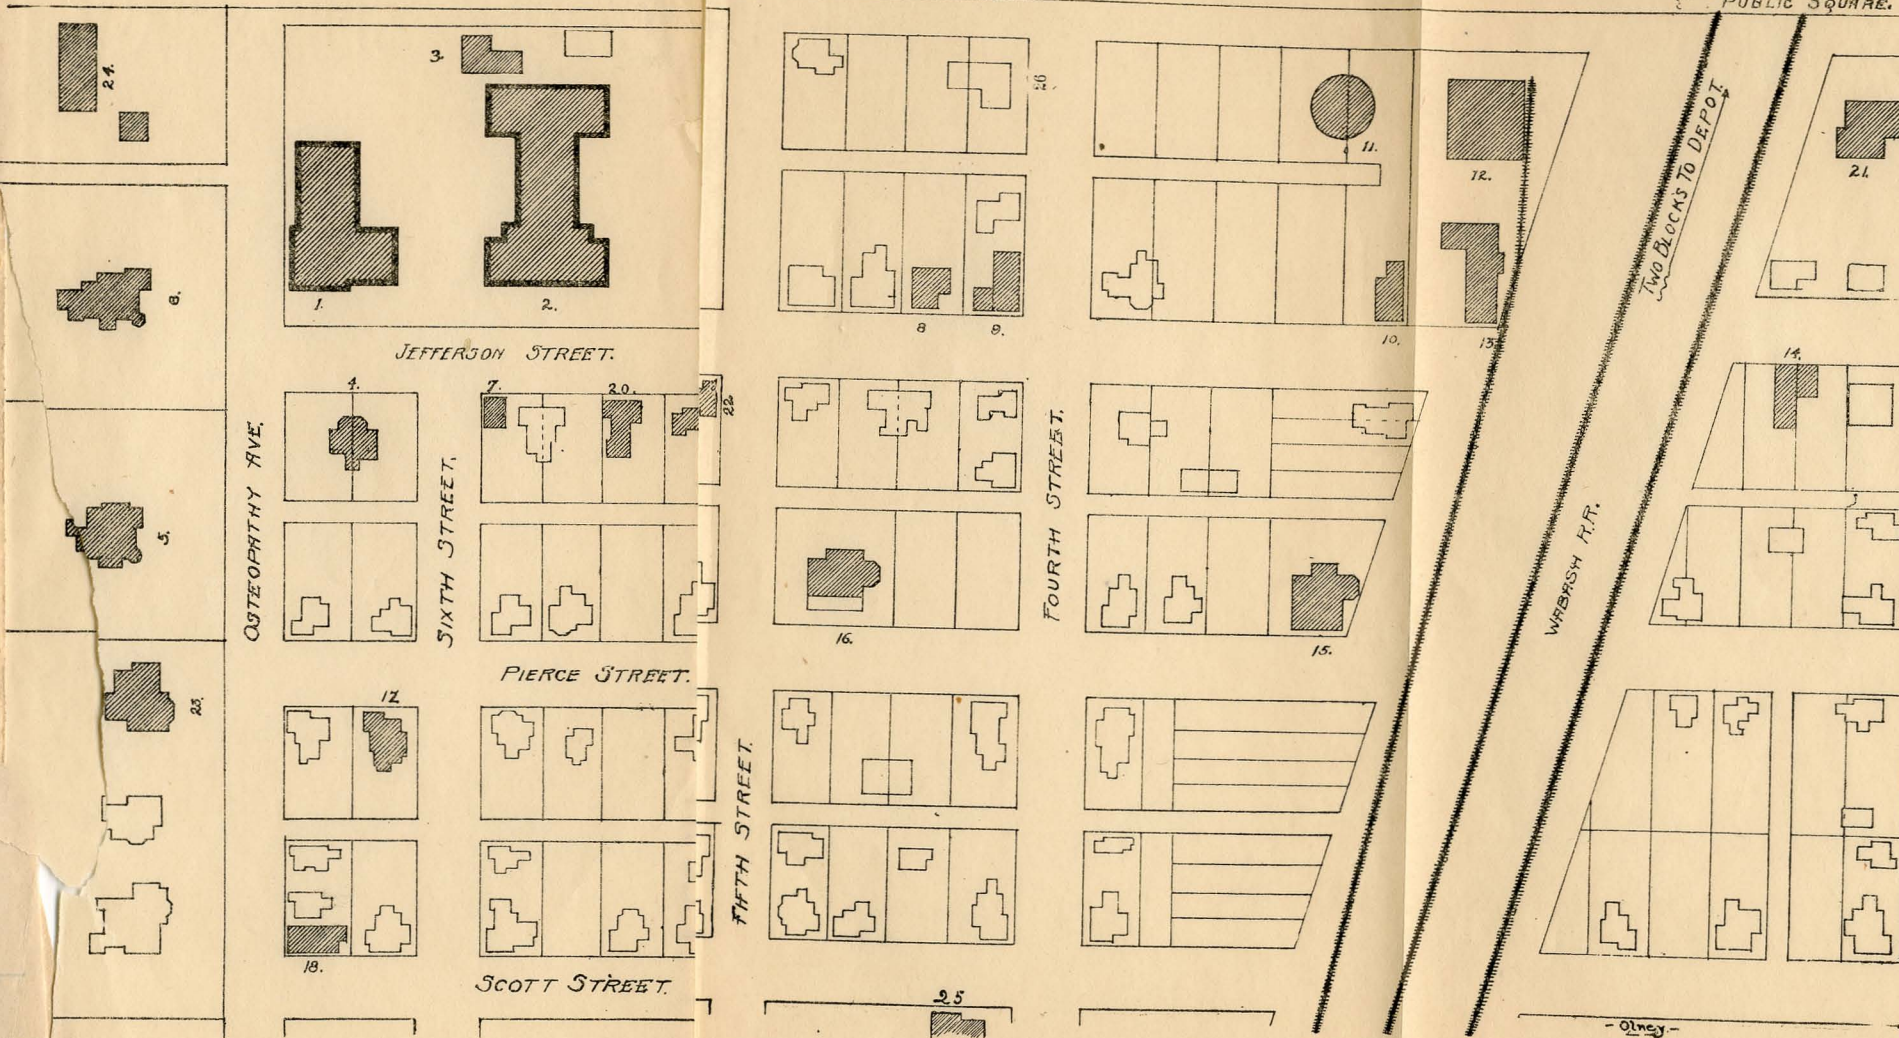 PUBLIC SQUARE.
24.
3.
26
11.
12.
TWO BLOCKS TO DEPOT.
21.
6.
1.
2.
8
9.
10.
13.
JEFFERSON STREET.
4.
7.
20.
22
14.
OSTEOPATHY AVE.
SIXTH STREET.
FOURTH STREET.
WABASH R.R.
5.
16.
15.
PIERCE STREET.
23.
17
FIFTH STREET.
18.
SCOTT STREET.
25
- Olney -